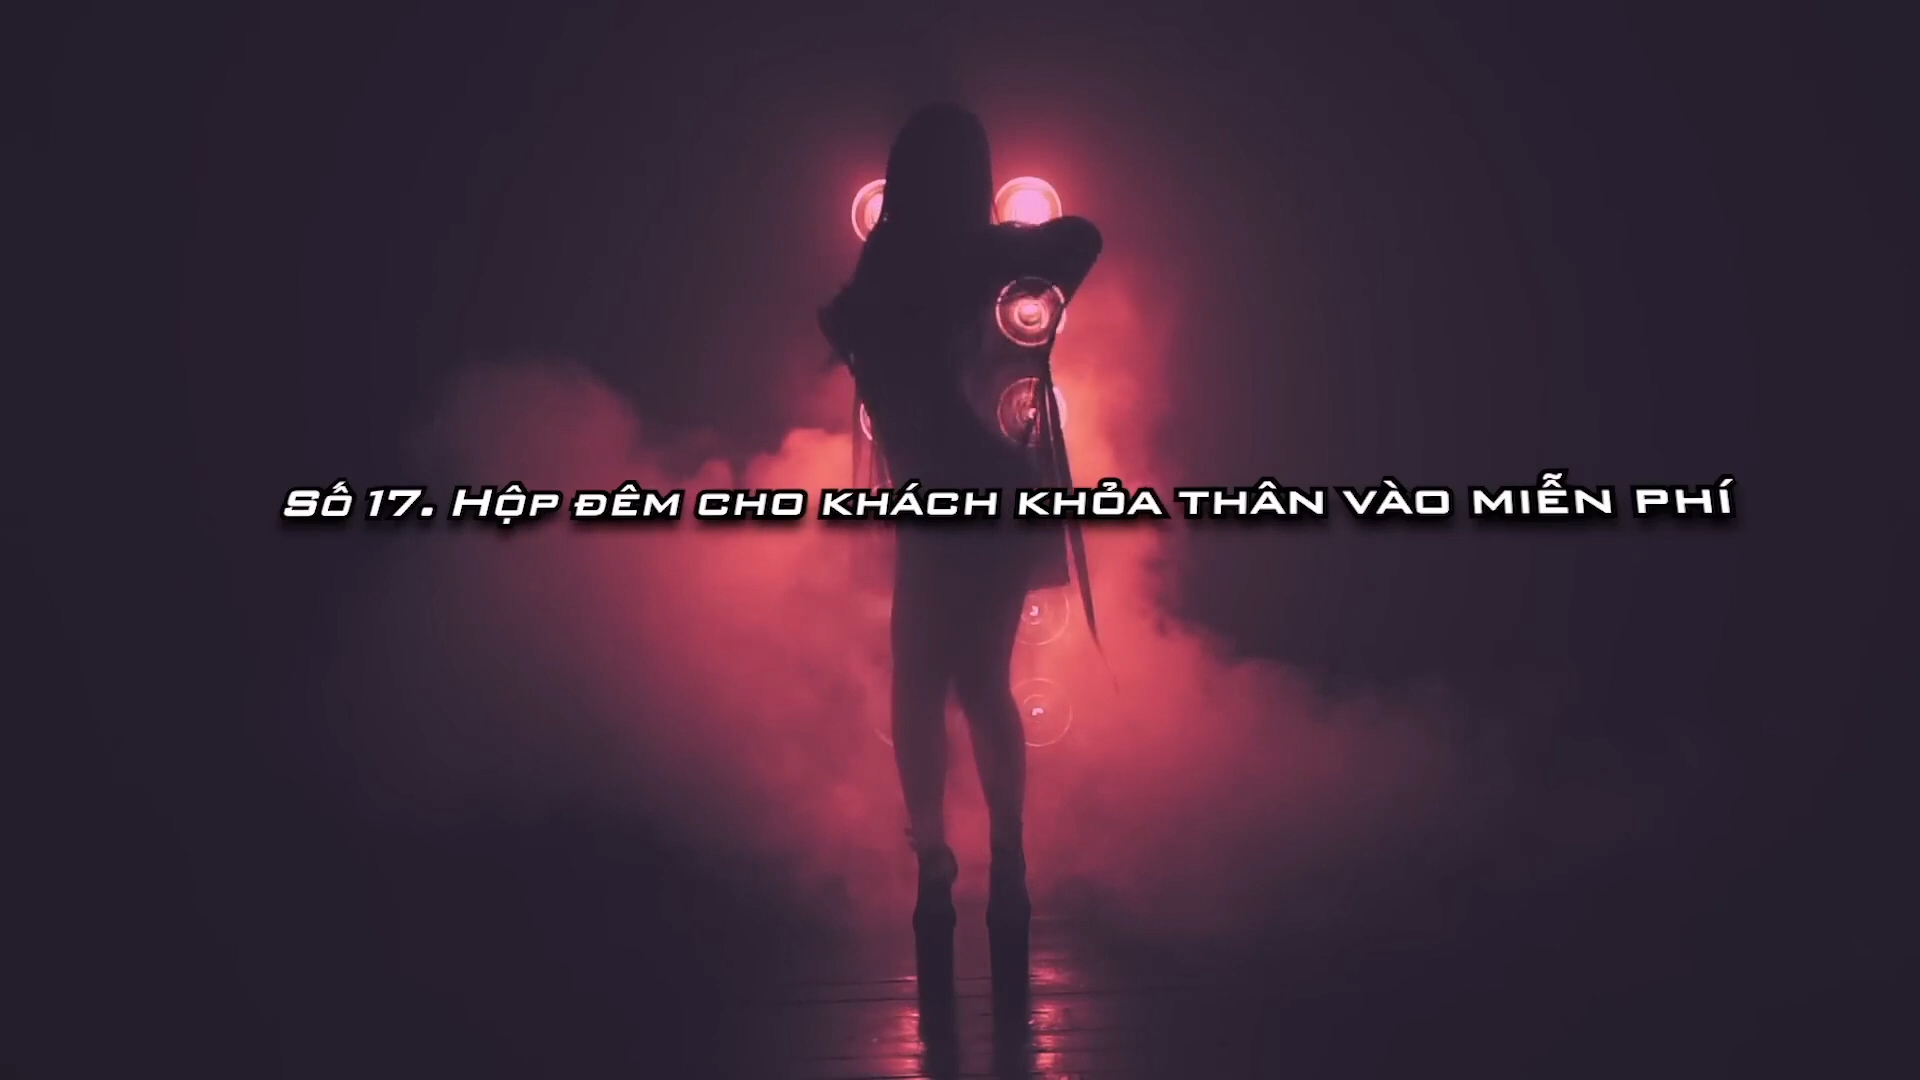 Số 17. Hộp đêm cho khách khỏa thân vào miễn phí